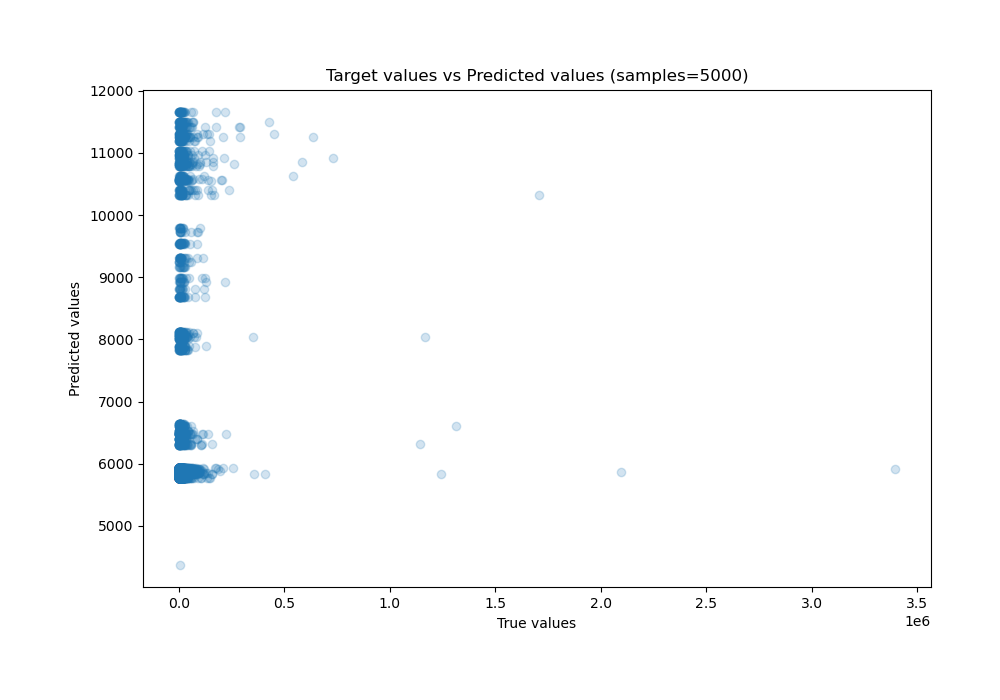 Target values vs Predicted values (samples=5000)
12000
11000
10000
9000
8000
7000
6000
5000
Predicted values
0.0 0.5 1.0 1.5 2.0 2.5 3.0 3.5
1e6
True values